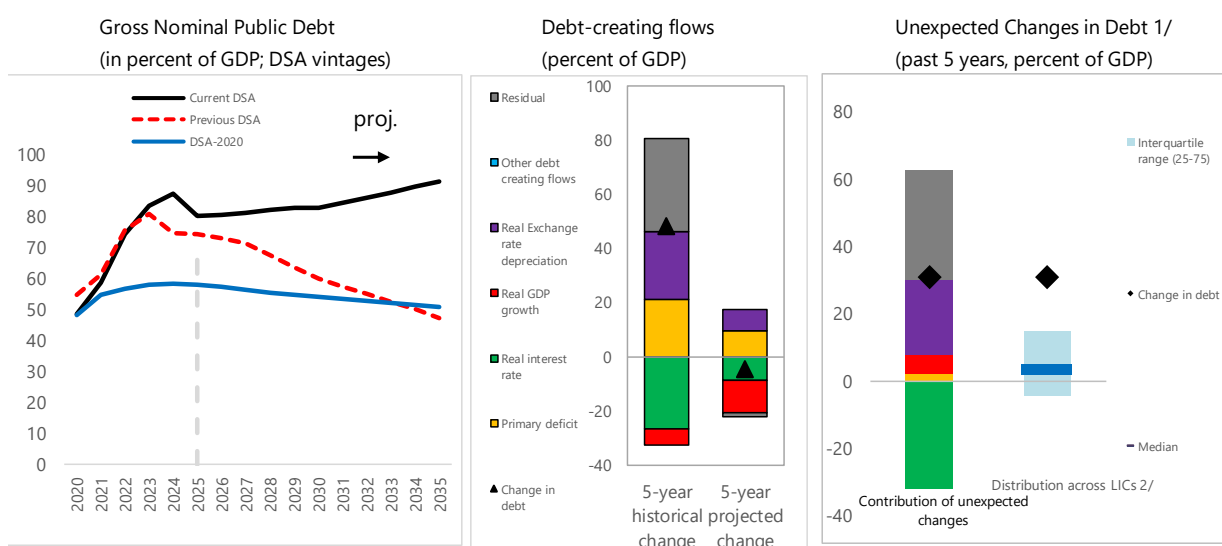 Gross Nominal Public Debt
(in percent of GDP; DSA vintages)
Current DSA
Previous DSA
DSA-2020
proj.
100
90
80
70
60
50
40
30
20
10
0
2020
2021
2022
2023
2024
2025
2026
2027
2028
2029
2030
2031
2032
2033
2034
2035
Debt-creating flows
(percent of GDP)
Residual
Other debt
creating flows
Real Exchange
rate
depreciation
Real GDP
growth
Real interest
rate
Primary deficit
Change in
debt
100
80
60
40
20
0
-20
-40
5-year
historical
change
5-year
projected
change
Unexpected Changes in Debt 1/
(past 5 years, percent of GDP)
80
60
40
20
0
-20
-40
Interquartile
range (25-75)
Change in debt
Median
Contribution of unexpected
changes
Distribution across LICs 2/